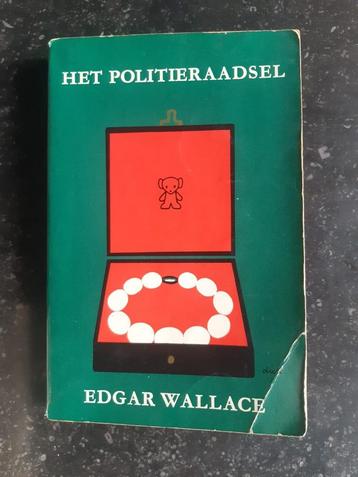 HET POLITIERAADSEL
EDGAR WALLACE